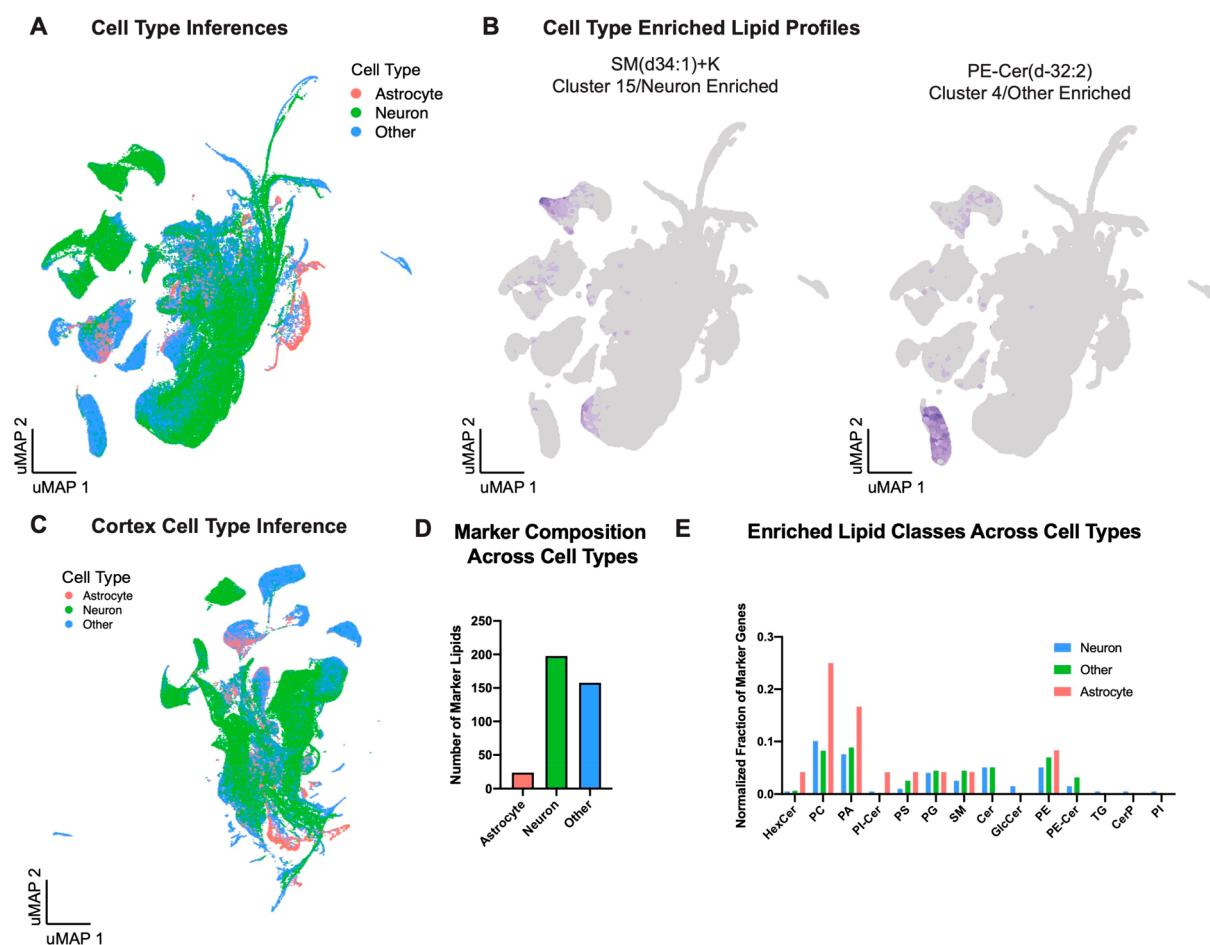 A Cell Type Inferences
Cell Type
Astrocyte
Neuron
Other
uMAP 2
uMAP 1
B Cell Type Enriched Lipid Profiles
SM(d34:1)+K
Cluster 15/Neuron Enriched
uMAP 2
uMAP 1
PE-Cer(d-32:2)
Cluster 4/Other Enriched
uMAP 2
uMAP 1
C Cortex Cell Type Inference
Cell Type
Astrocyte
Neuron
Other
uMAP 2
uMAP 1
D Marker Composition
Across Cell Types
Number of Marker Lipids
250
200
150
100
50
0
Astrocyte
Neuron
Other
E Enriched Lipid Classes Across Cell Types
Normalized Fraction of Marker Genes
0.3
0.2
0.1
0.0
Neuron
Other
Astrocyte
HexCer
PC
PA
PI-Cer
PS
PG
SM
Cer
GlcCer
PE
PE-Cer
TG
CerP
PI